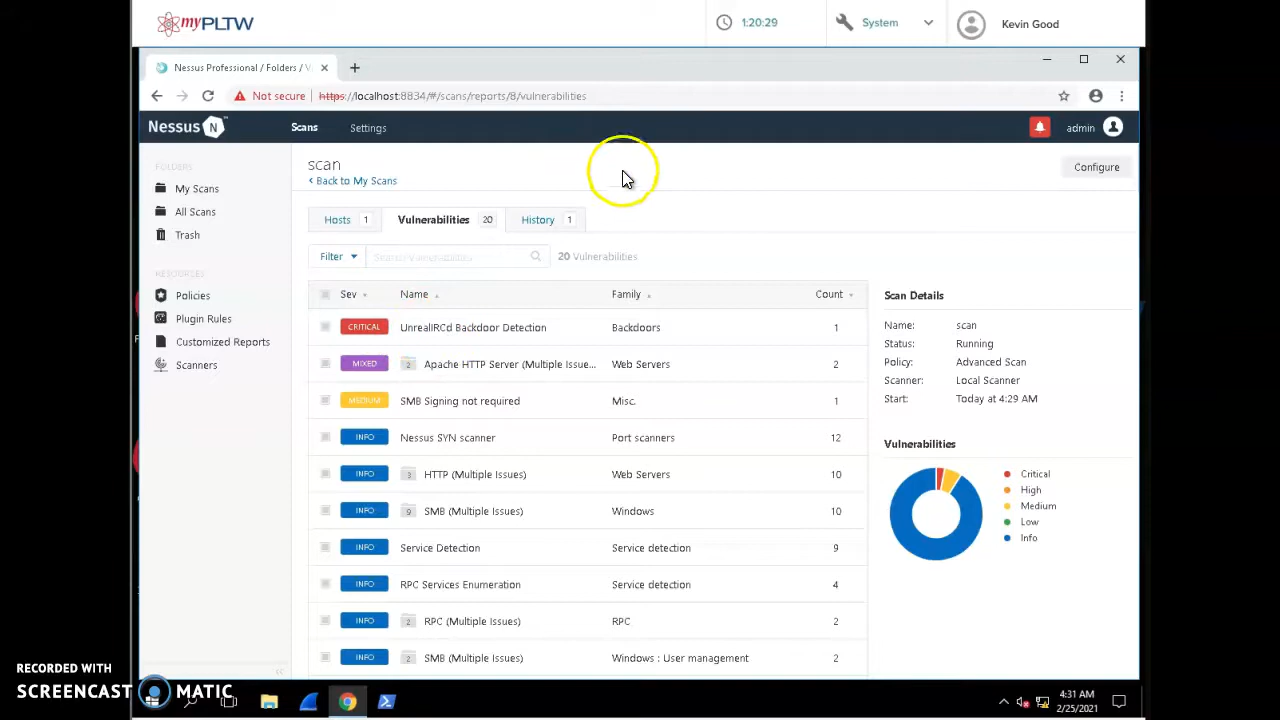 myPLTW
1:20:29
System
Kevin Good
Nessus Professional / Folders / V
Not secure | https://localhost:8834/#/scans/reports/8/vulnerabilities
Nessus N
Scans
Settings
admin
scan
< Back to My Scans
Configure
FOLDERS
My Scans
All Scans
Trash
RESOURCES
Policies
Plugin Rules
Customized Reports
Scanners
Hosts 1
Vulnerabilities 20
History 1
Filter
Search Vulnerabilities
20 Vulnerabilities
Sev Name Family Count
CRITICAL UnrealIRCd Backdoor Detection Backdoors 1
MIXED 2 Apache HTTP Server (Multiple Issue... Web Servers 2
MEDIUM SMB Signing not required Misc. 1
INFO Nessus SYN scanner Port scanners 12
INFO 3 HTTP (Multiple Issues) Web Servers 10
INFO 9 SMB (Multiple Issues) Windows 10
INFO Service Detection Service detection 9
INFO RPC Services Enumeration Service detection 4
INFO 2 RPC (Multiple Issues) RPC 2
INFO 2 SMB (Multiple Issues) Windows : User management 2
Scan Details
Name: scan
Status: Running
Policy: Advanced Scan
Scanner: Local Scanner
Start: Today at 4:29 AM
Vulnerabilities
Critical
High
Medium
Low
Info
RECORDED WITH
SCREENCAST MATIC
4:31 AM
2/25/2021